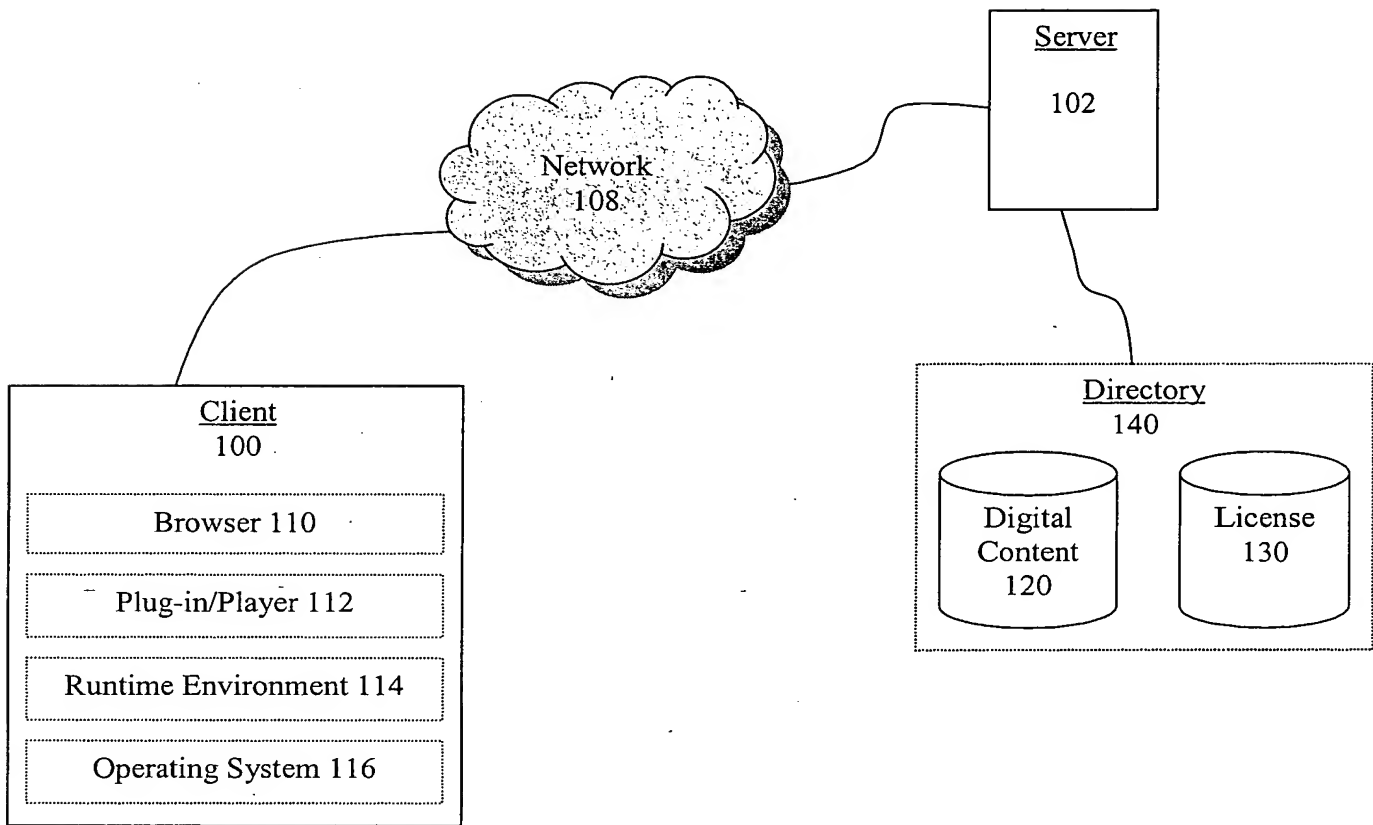 Server
102
Network
108
Client
100
Browser 110
Plug-in/Player 112
Runtime Environment 114
Operating System 116
Directory
140
Digital
Content
120
License
130